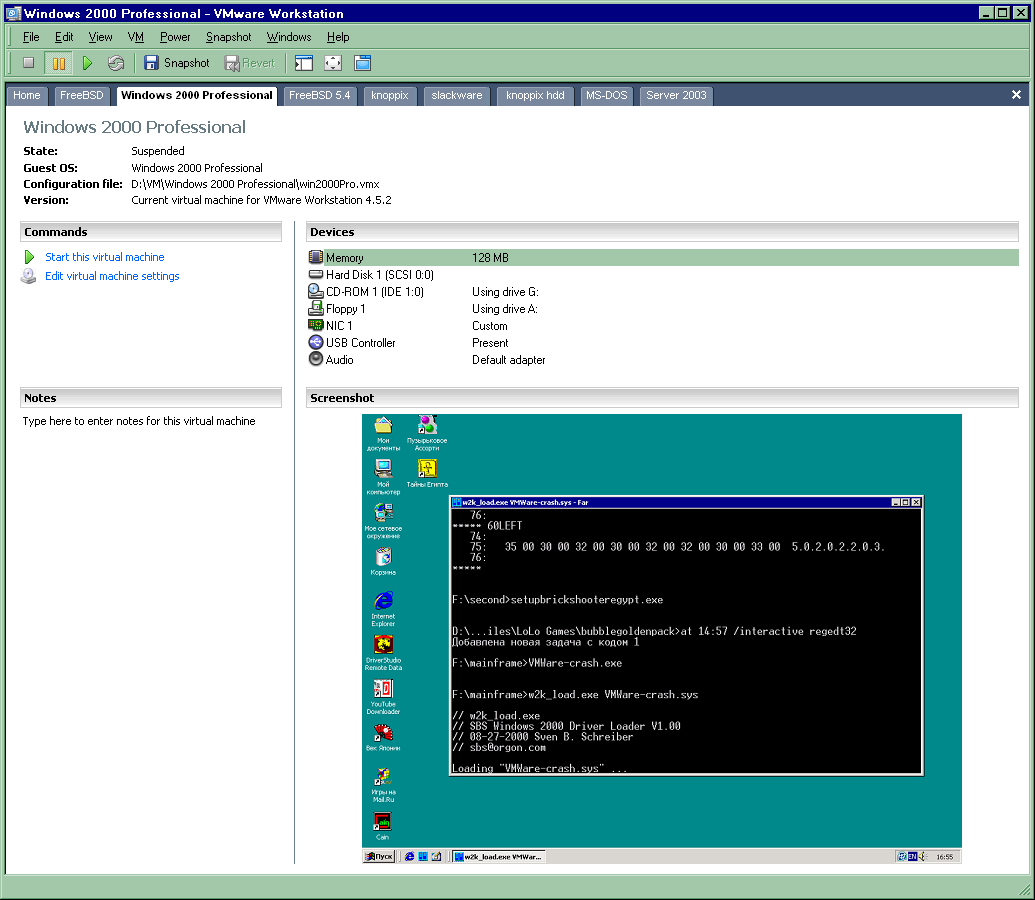 Windows 2000 Professional - VMware Workstation
File Edit View VM Power Snapshot Windows Help
Snapshot Revert
Home FreeBSD Windows 2000 Professional FreeBSD 5.4 knoppix slackware knoppix hdd MS-DOS Server 2003
Windows 2000 Professional
State: Suspended
Guest OS: Windows 2000 Professional
Configuration file: D:\VM\Windows 2000 Professional\win2000Pro.vmx
Version: Current virtual machine for VMware Workstation 4.5.2
Commands
Start this virtual machine
Edit virtual machine settings
Devices
Memory 128 MB
Hard Disk 1 (SCSI 0:0)
CD-ROM 1 (IDE 1:0) Using drive G:
Floppy 1 Using drive A:
NIC 1 Custom
USB Controller Present
Audio Default adapter
Notes
Type here to enter notes for this virtual machine
Screenshot
Мои
документы
Пузырьковое
Ассорти
Мой
компьютер
Тайны Египта
Мое сетевое
окружение
Корзина
Internet
Explorer
DriverStudio
Remote Data
YouTube
Downloader
Век Японии
Игры на
Mail.Ru
Cain
w2k_load.exe VMWare-crash.sys - Far
76:
***** 60LEFT
74:
75: 35 00 30 00 32 00 30 00 32 00 32 00 30 00 33 00 5.0.2.0.2.2.0.3.
76:
*****
F:\second>setupbrickshooteregypt.exe
D:\...iles\LoLo Games\bubblegoldenpack>at 14:57 /interactive regedt32
Добавлена новая задача с кодом 1
F:\mainframe>VMWare-crash.exe
F:\mainframe>w2k_load.exe VMWare-crash.sys
// w2k_load.exe
// SBS Windows 2000 Driver Loader V1.00
// 08-27-2000 Sven B. Schreiber
// sbs@orgon.com
Loading "VMWare-crash.sys" ...
Пуск w2k_load.exe VMWar... EN 16:55